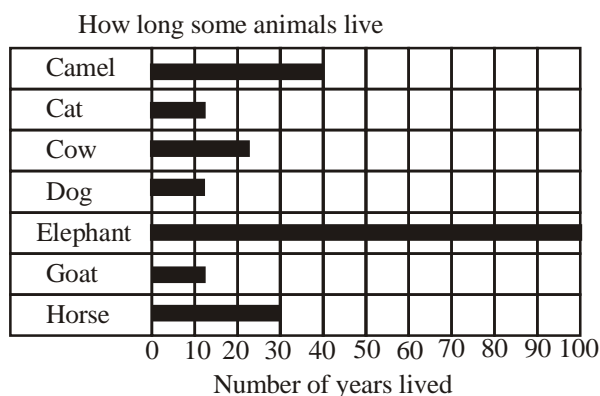 How long some animals live
Camel
Cat
Cow
Dog
Elephant
Goat
Horse
0 10 20 30 40 50 60 70 80 90 100
Number of years lived